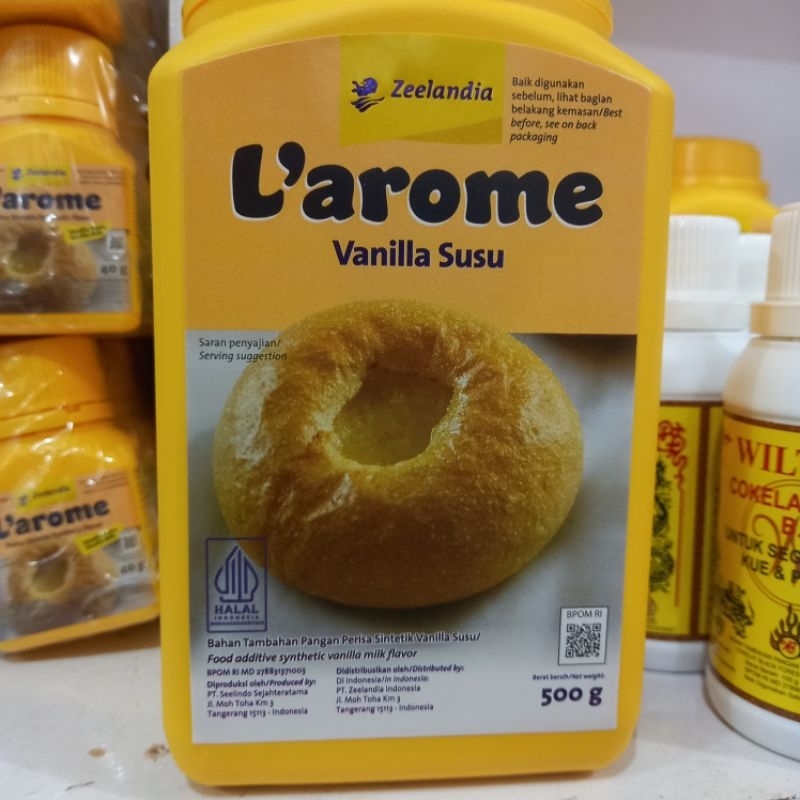 Zeelandia
Baik digunakan
sebelum, lihat bagian
belakang kemasan/Best
before, see on back
packaging
L'arome
Vanilla Susu
Saran penyajian/
Serving suggestion
HALAL
INDONESIA
BPOM RI
Bahan Tambahan Pangan Perisa Sintetik Vanilla Susu/
Food additive synthetic vanilla milk flavor
BPOM RI MD 278831371003
Diproduksi oleh/Produced by:
PT. Seelindo Sejahteratama
Jl. Moh Toha Km 3
Tangerang 15113 - Indonesia
Didistribusikan oleh/Distributed by:
Di Indonesia/In Indonesia:
PT. Zeelandia Indonesia
Jl. Moh Toha Km 3
Tangerang 15113 - Indonesia
Berat bersih/Net weight:
500 g
Zeelandia
L'arome
40 g
Zeelandia
L'arome
40 g
WIL
COKELA
UNTUK SEG
KUE & P